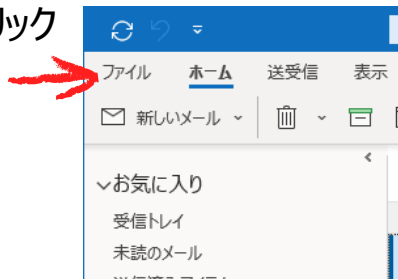 リック
ファイル ホーム 送受信 表示
新しいメール
お気に入り
受信トレイ
未読のメール